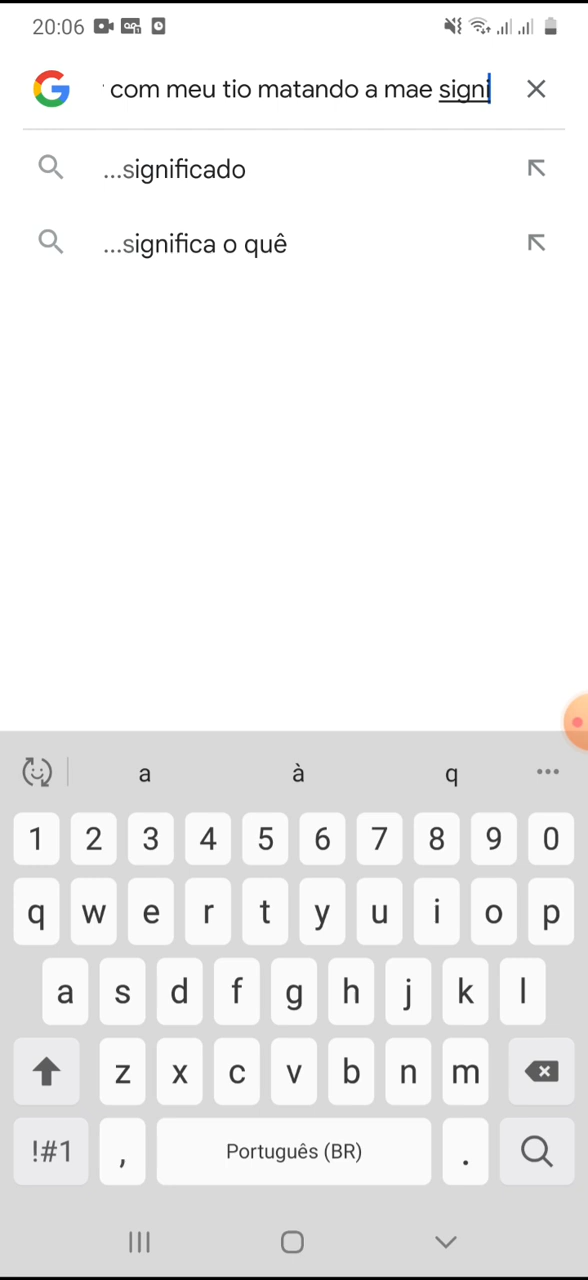 20:06
com meu tio matando a mae signi
...significado
...significa o quê
a à q
1 2 3 4 5 6 7 8 9 0
q w e r t y u i o p
a s d f g h j k l
z x c v b n m
!#1 , Português (BR) .